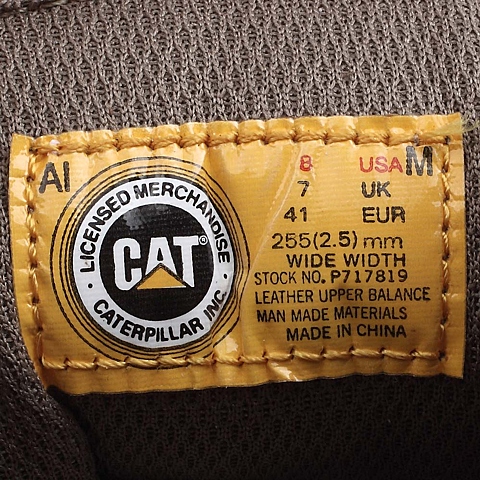 AI
LICENSED MERCHANDISE
CAT®
CATERPILLAR INC.
8 USA M
7 UK
41 EUR
255(2.5)mm
WIDE WIDTH
STOCK NO.P717819
LEATHER UPPER BALANCE
MAN MADE MATERIALS
MADE IN CHINA